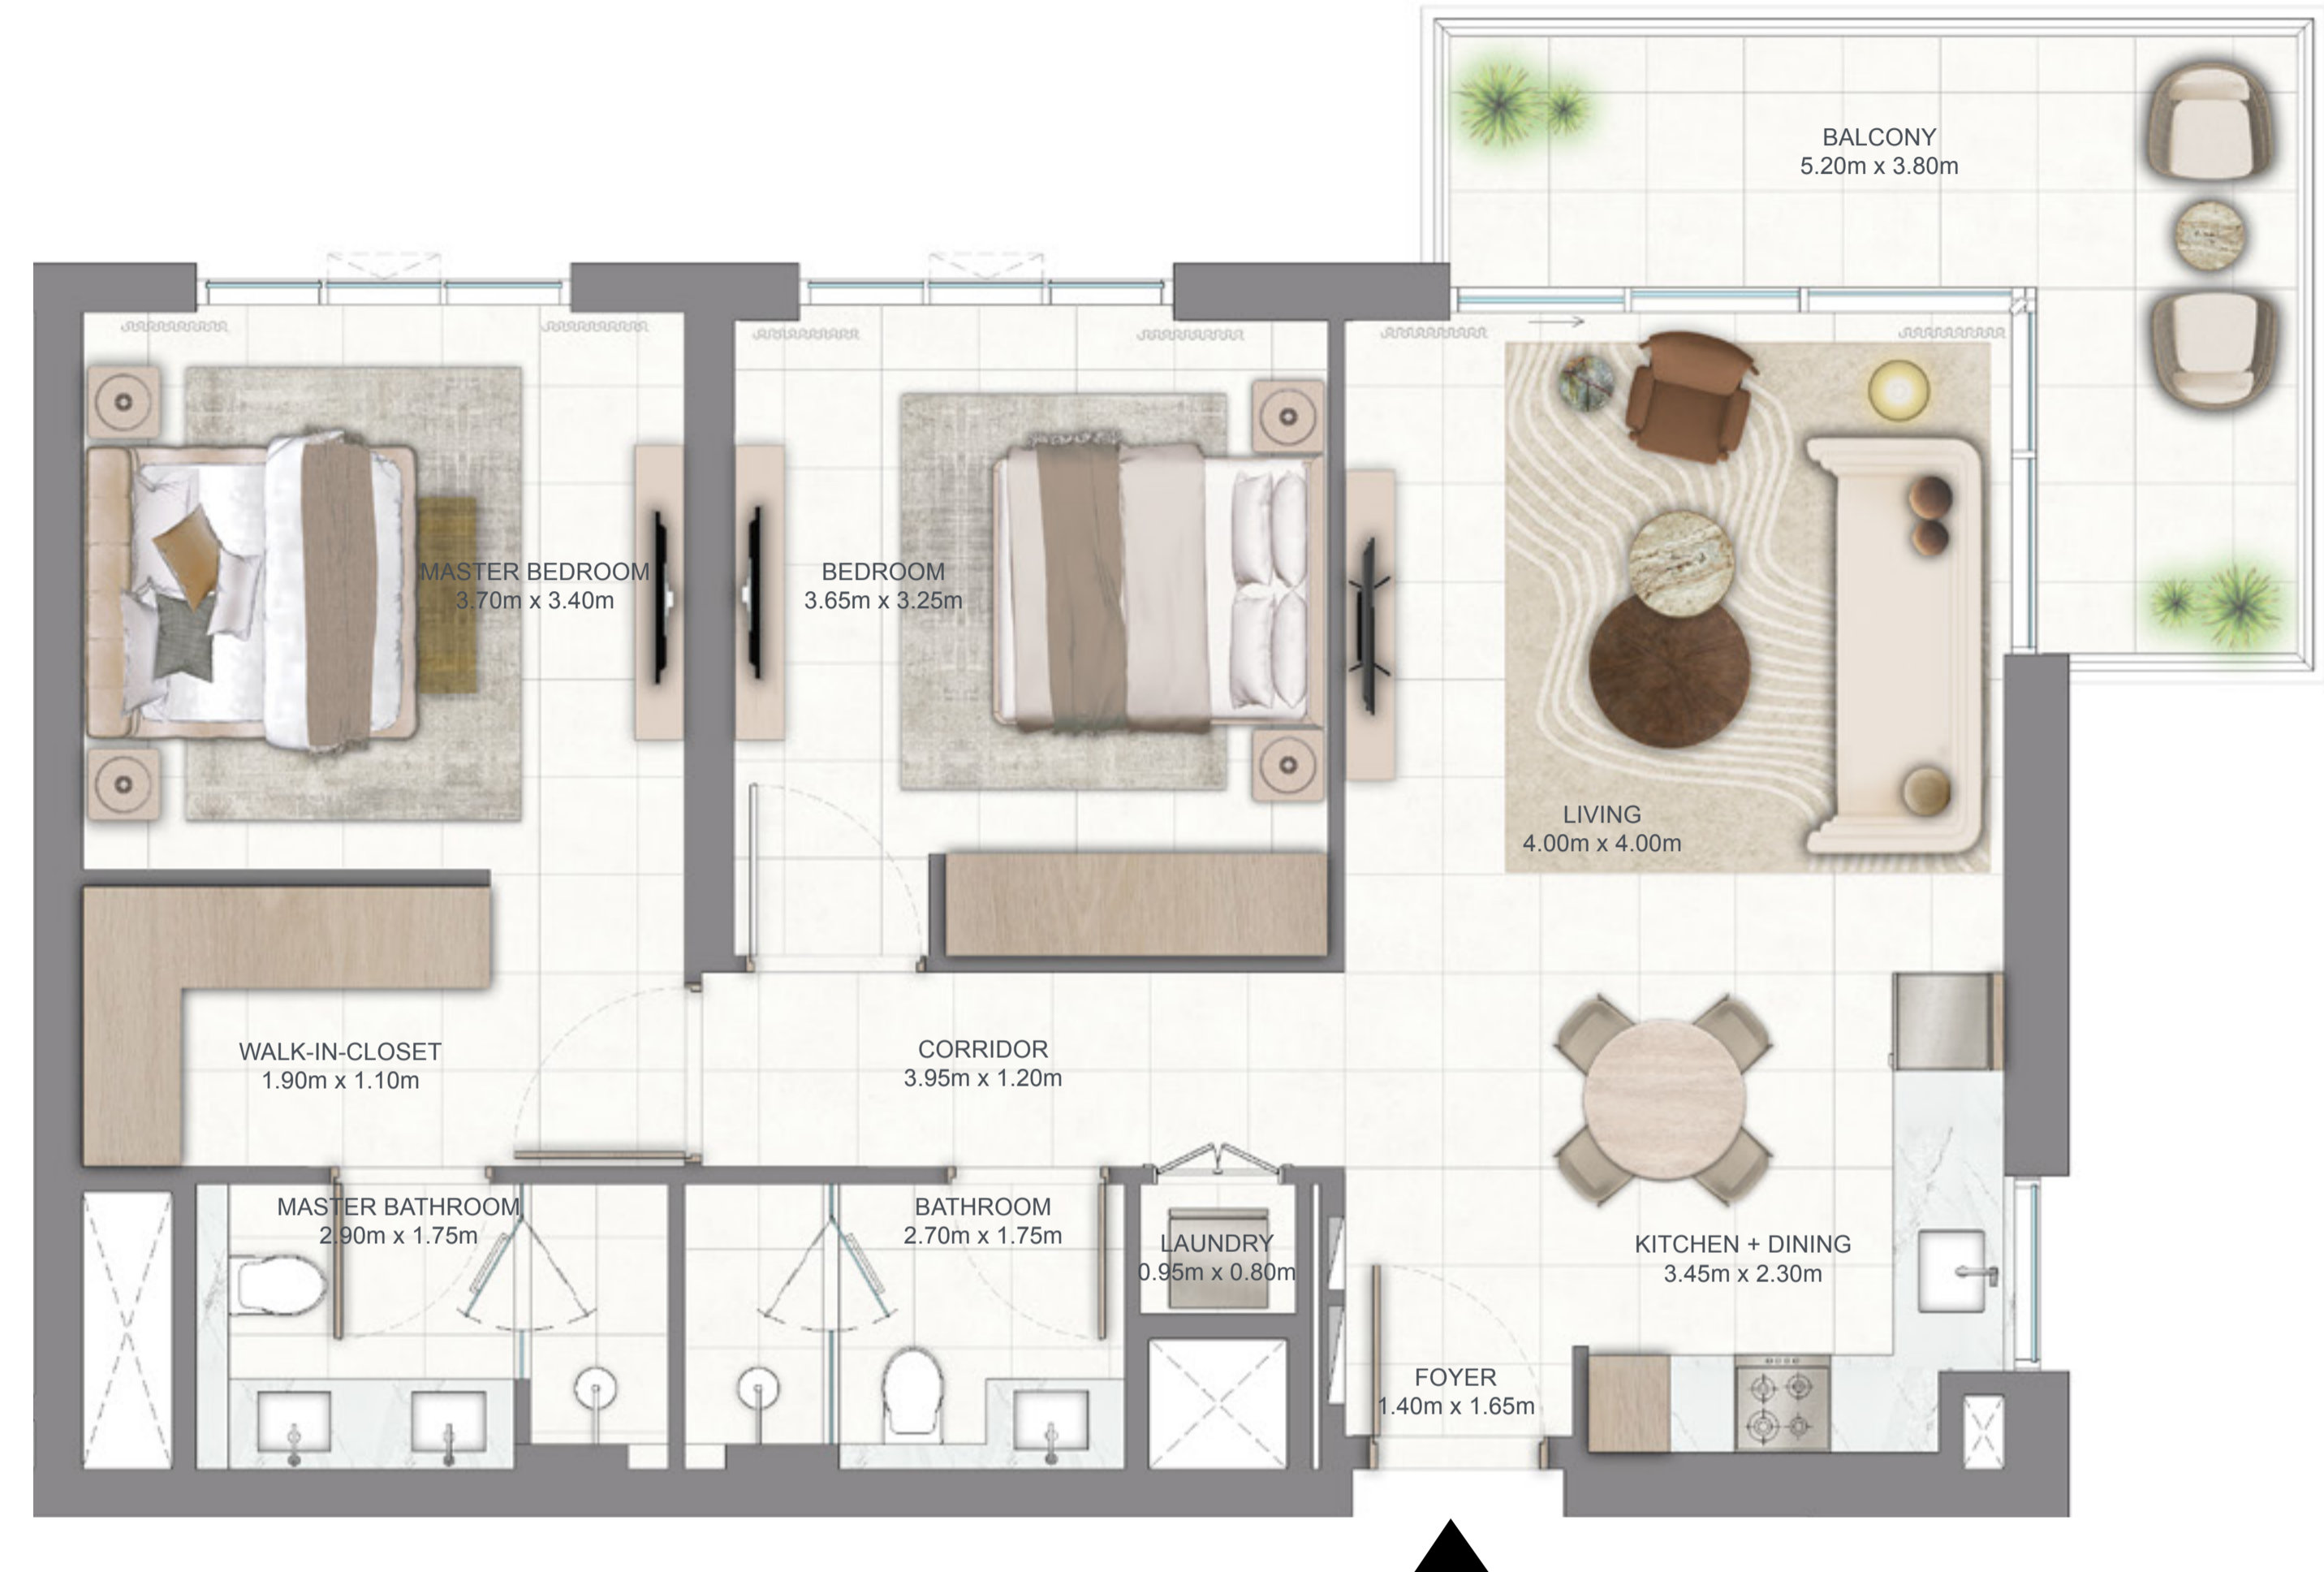 BALCONY
5.20m x 3.80m
MASTER BEDROOM
3.70m x 3.40m
BEDROOM
3.65m x 3.25m
LIVING
4.00m x 4.00m
WALK-IN-CLOSET
1.90m x 1.10m
CORRIDOR
3.95m x 1.20m
MASTER BATHROOM
2.90m x 1.75m
BATHROOM
2.70m x 1.75m
LAUNDRY
0.95m x 0.80m
KITCHEN + DINING
3.45m x 2.30m
FOYER
1.40m x 1.65m